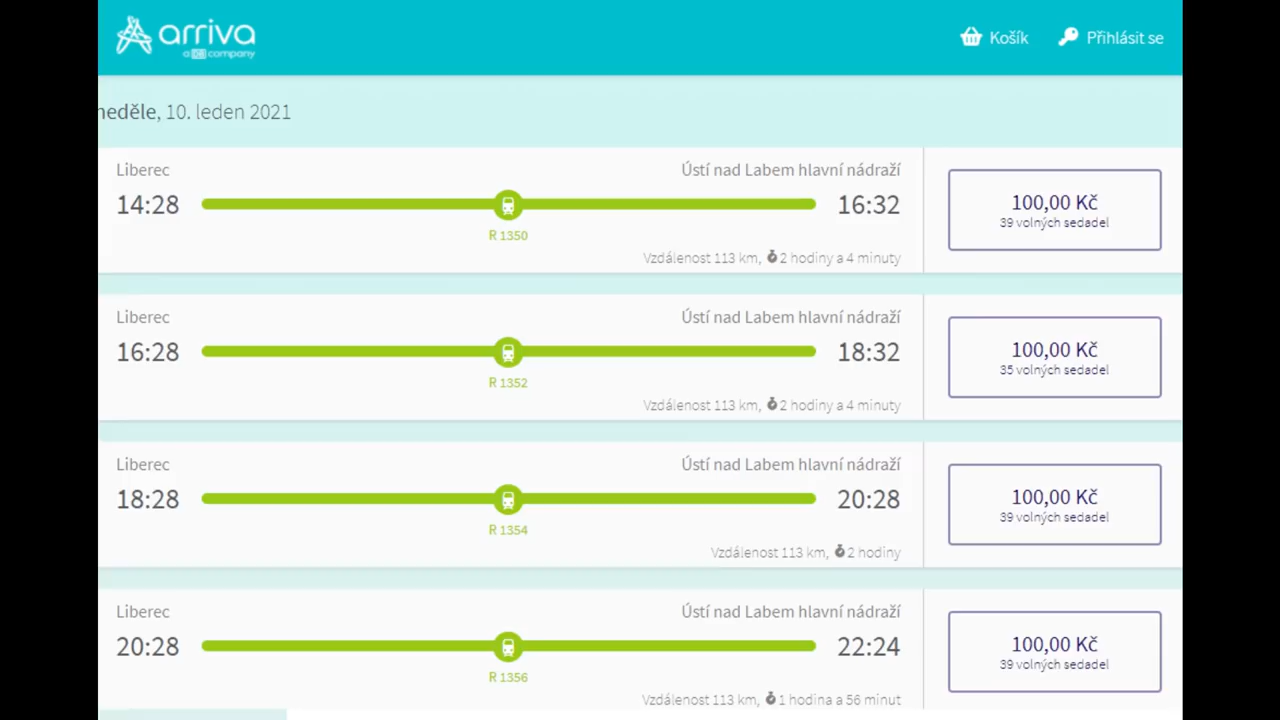 arriva
a DB company
Košík
Přihlásit se
neděle, 10. leden 2021
Liberec
Ústí nad Labem hlavní nádraží
14:28
16:32
R 1350
Vzdálenost 113 km, 2 hodiny a 4 minuty
100,00 Kč
39 volných sedadel
Liberec
Ústí nad Labem hlavní nádraží
16:28
18:32
R 1352
Vzdálenost 113 km, 2 hodiny a 4 minuty
100,00 Kč
35 volných sedadel
Liberec
Ústí nad Labem hlavní nádraží
18:28
20:28
R 1354
Vzdálenost 113 km, 2 hodiny
100,00 Kč
39 volných sedadel
Liberec
Ústí nad Labem hlavní nádraží
20:28
22:24
R 1356
Vzdálenost 113 km, 1 hodina a 56 minut
100,00 Kč
39 volných sedadel